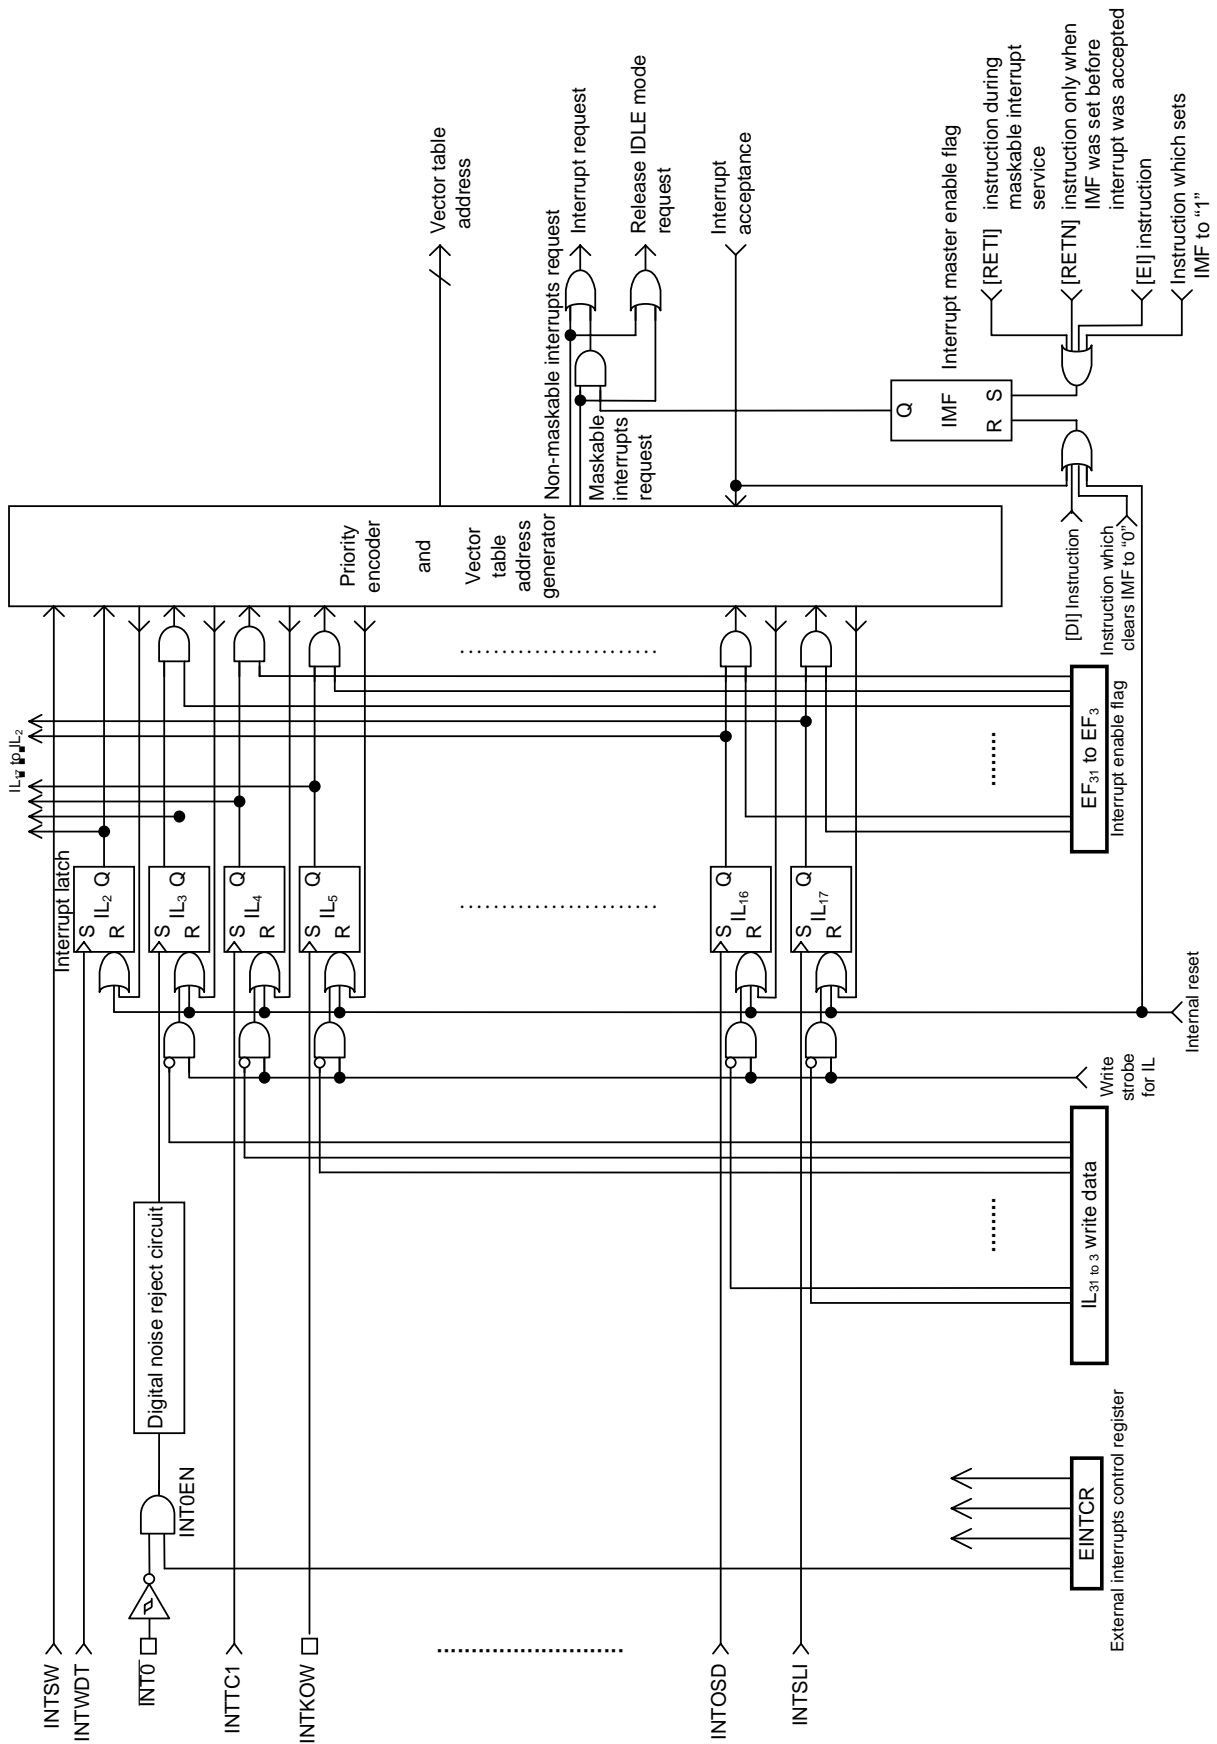 INTSW
INTWDT
INT0
INTTC1
INTKOW
INTOSD
INTSLI
INT0EN
Digital noise reject circuit
EINTCR
External interrupts control register
IL31 to 3 write data
Write
strobe
for IL
Internal reset
Interrupt latch
S
R
Q
IL2
S
R
Q
IL3
S
R
Q
IL4
S
R
Q
IL5
S
R
Q
IL16
S
R
Q
IL17
IL17 to IL2
EF31 to EF3
Interrupt enable flag
Priority
encoder
and
Vector
table
address
generator
Vector table
address
Non-maskable interrupts request
Maskable
interrupts
request
Interrupt request
Release IDLE mode
request
Interrupt
acceptance
Interrupt master enable flag
Q
IMF
R S
[DI] Instruction
Instruction which
clears IMF to “0”
[RETI] instruction during
maskable interrupt
service
[RETN] instruction only when
IMF was set before
interrupt was accepted
[EI] instruction
Instruction which sets
IMF to “1”